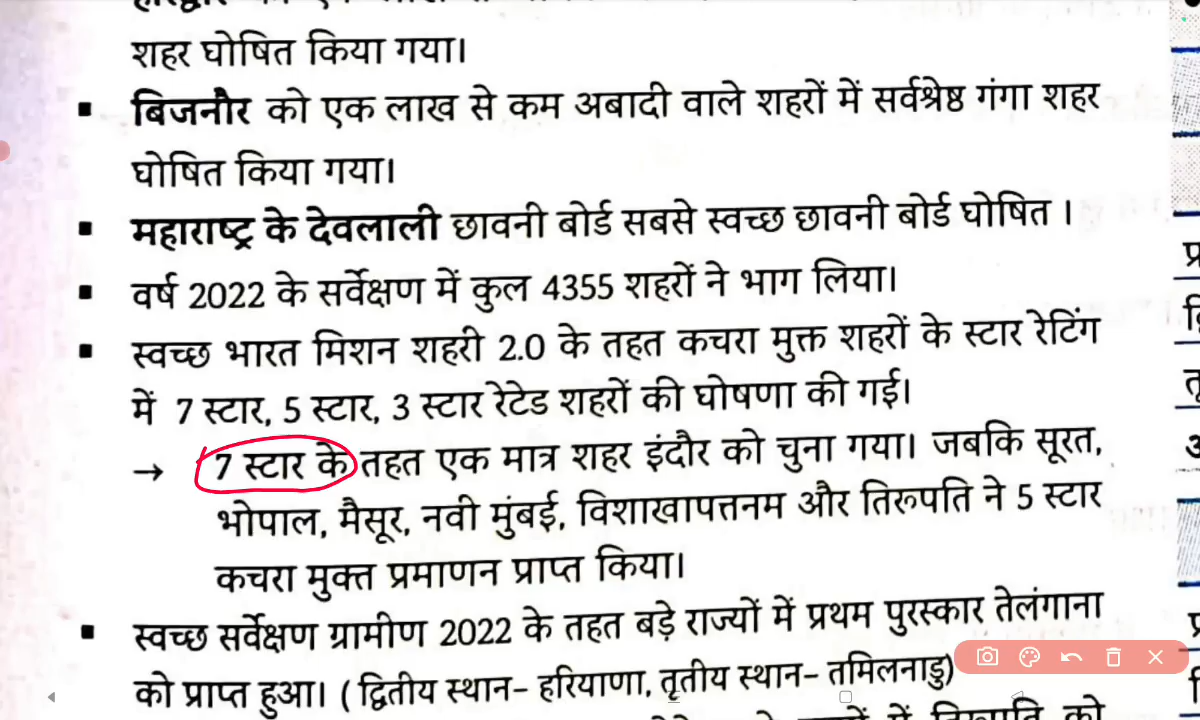 शहर घोषित किया गया।
▪ बिजनौर को एक लाख से कम अबादी वाले शहरों में सर्वश्रेष्ठ गंगा शहर
घोषित किया गया।
▪ महाराष्ट्र के देवलाली छावनी बोर्ड सबसे स्वच्छ छावनी बोर्ड घोषित ।
▪ वर्ष 2022 के सर्वेक्षण में कुल 4355 शहरों ने भाग लिया।
▪ स्वच्छ भारत मिशन शहरी 2.0 के तहत कचरा मुक्त शहरों के स्टार रेटिंग
में 7 स्टार, 5 स्टार, 3 स्टार रेटेड शहरों की घोषणा की गई।
→ 7 स्टार के तहत एक मात्र शहर इंदौर को चुना गया। जबकि सूरत,
भोपाल, मैसूर, नवी मुंबई, विशाखापत्तनम और तिरुपति ने 5 स्टार
कचरा मुक्त प्रमाणन प्राप्त किया।
▪ स्वच्छ सर्वेक्षण ग्रामीण 2022 के तहत बड़े राज्यों में प्रथम पुरस्कार तेलंगाना
को प्राप्त हुआ। ( द्वितीय स्थान– हरियाणा, तृतीय स्थान– तमिलनाडु)